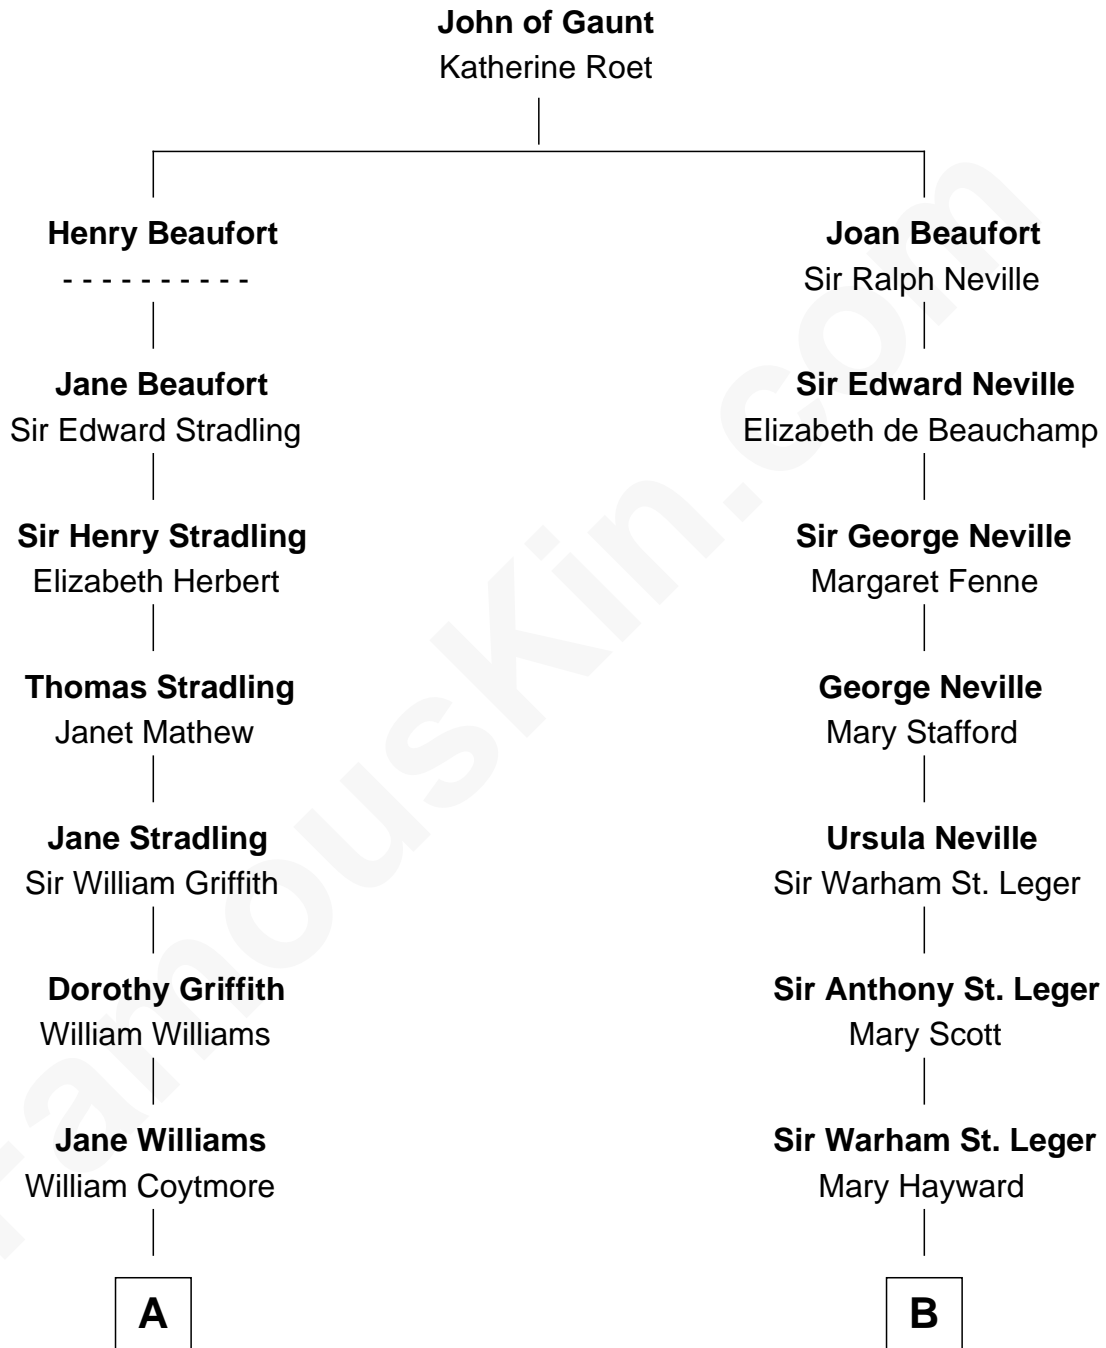 John of Gaunt
Katherine Roet
Henry Beaufort
- - - - - - - - - -
Jane Beaufort
Sir Edward Stradling
Sir Henry Stradling
Elizabeth Herbert
Thomas Stradling
Janet Mathew
Jane Stradling
Sir William Griffith
Dorothy Griffith
William Williams
Jane Williams
William Coytmore
A
Joan Beaufort
Sir Ralph Neville
Sir Edward Neville
Elizabeth de Beauchamp
Sir George Neville
Margaret Fenne
George Neville
Mary Stafford
Ursula Neville
Sir Warham St. Leger
Sir Anthony St. Leger
Mary Scott
Sir Warham St. Leger
Mary Hayward
B
FamousKin.com